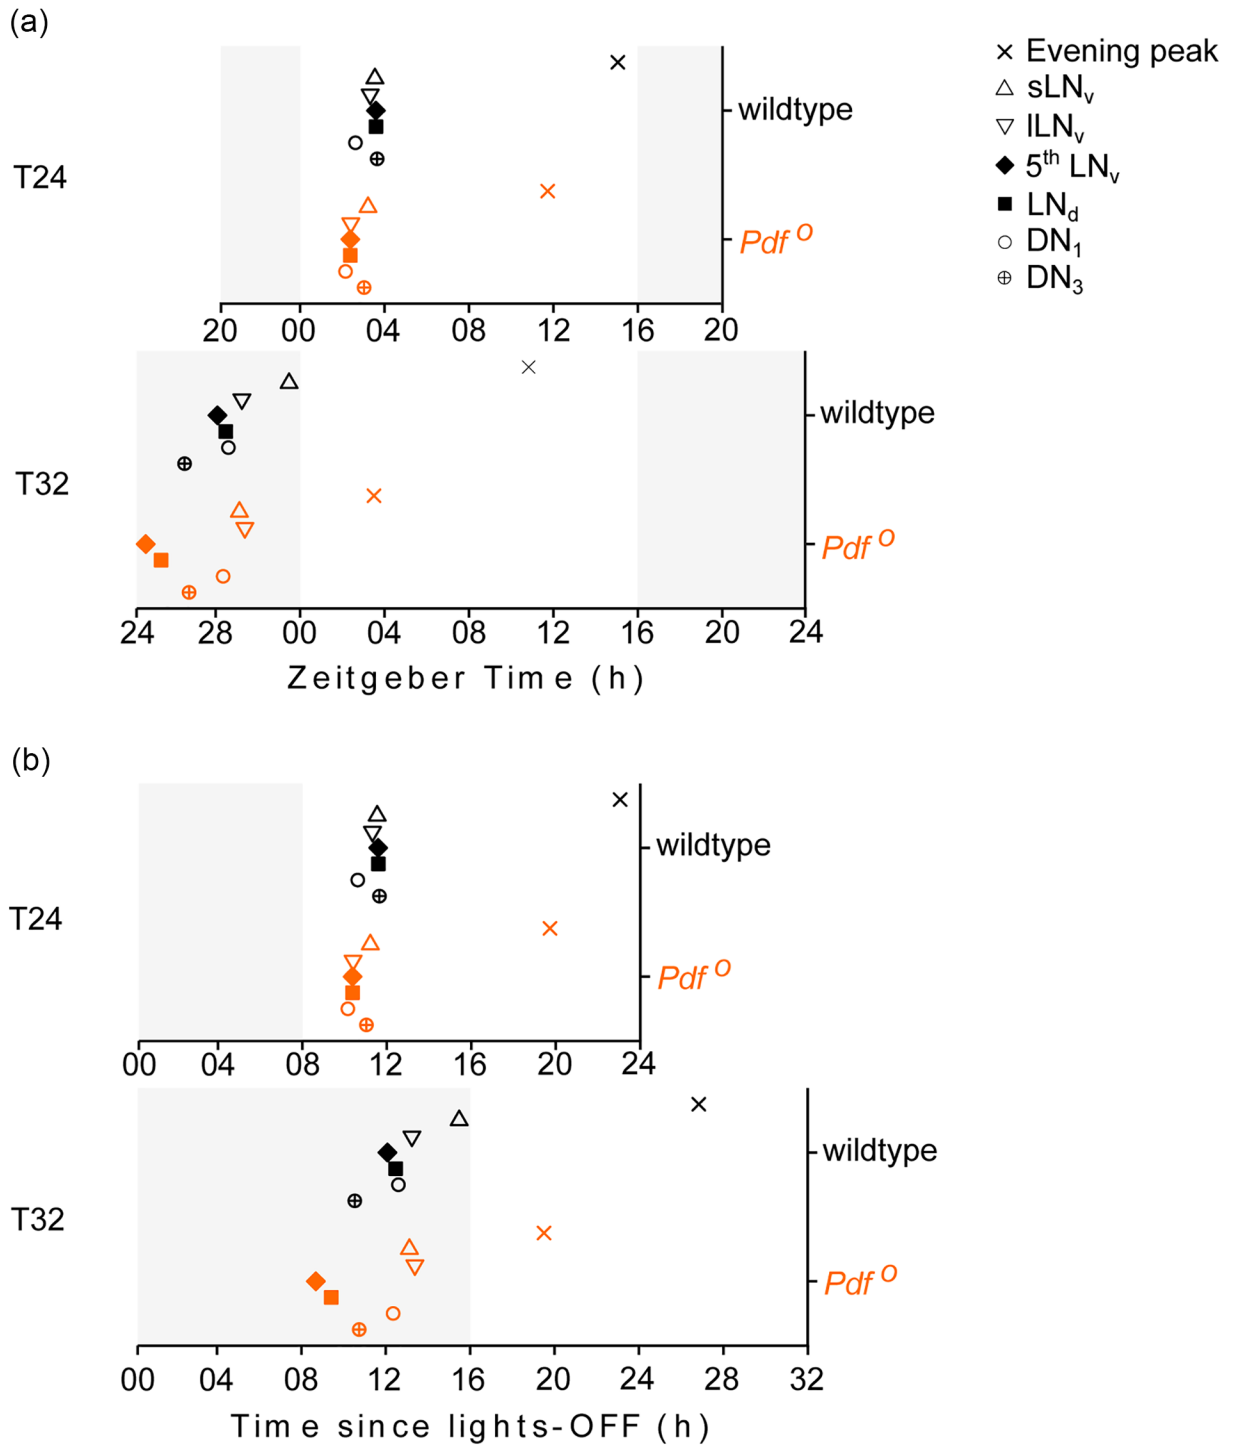 (a)
Evening peak
sLNv
lLNv
5th LNv
LNd
DN1
DN3
wildtype
T24
Pdf 0
20 00 04 08 12 16 20
wildtype
T32
Pdf 0
24 28 00 04 08 12 16 20 24
Zeitgeber Time (h)
(b)
wildtype
T24
Pdf 0
00 04 08 12 16 20 24
wildtype
T32
Pdf 0
00 04 08 12 16 20 24 28 32
Time since lights-OFF (h)